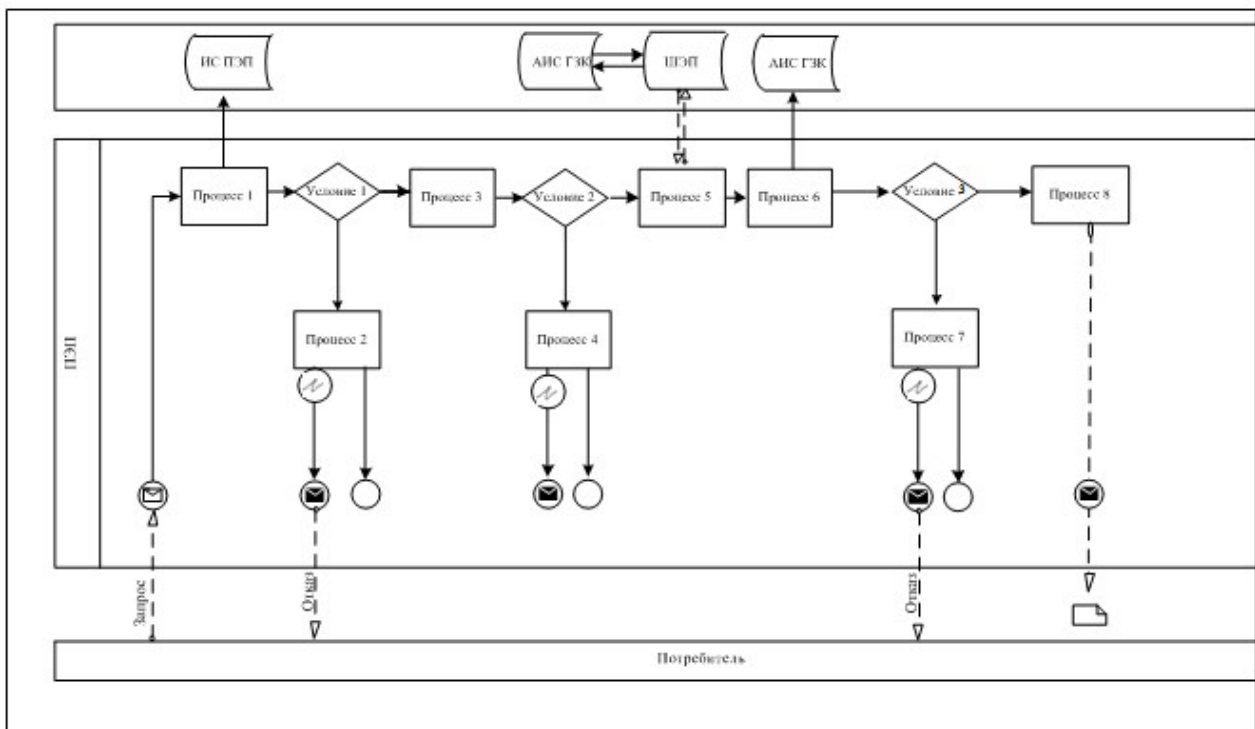 ИС ПЭП
АИС ГЗК
ШЭП
АИС ГЗК
Процесс 1
Условие 1
Процесс 3
Условие 2
Процесс 5
Процесс 6
Условие 3
Процесс 8
Процесс 2
Процесс 4
Процесс 7
Запрос
Отказ
Отказ
Потребитель